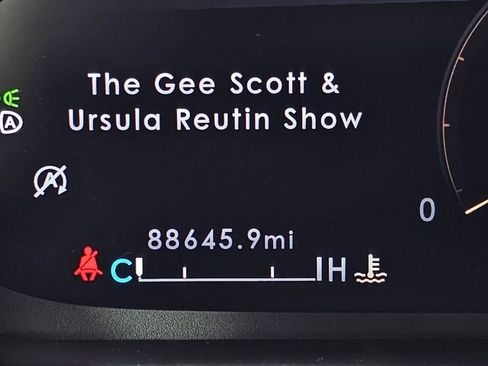 The Gee Scott &
Ursula Reutin Show
A
A
0
88645.9mi
C H